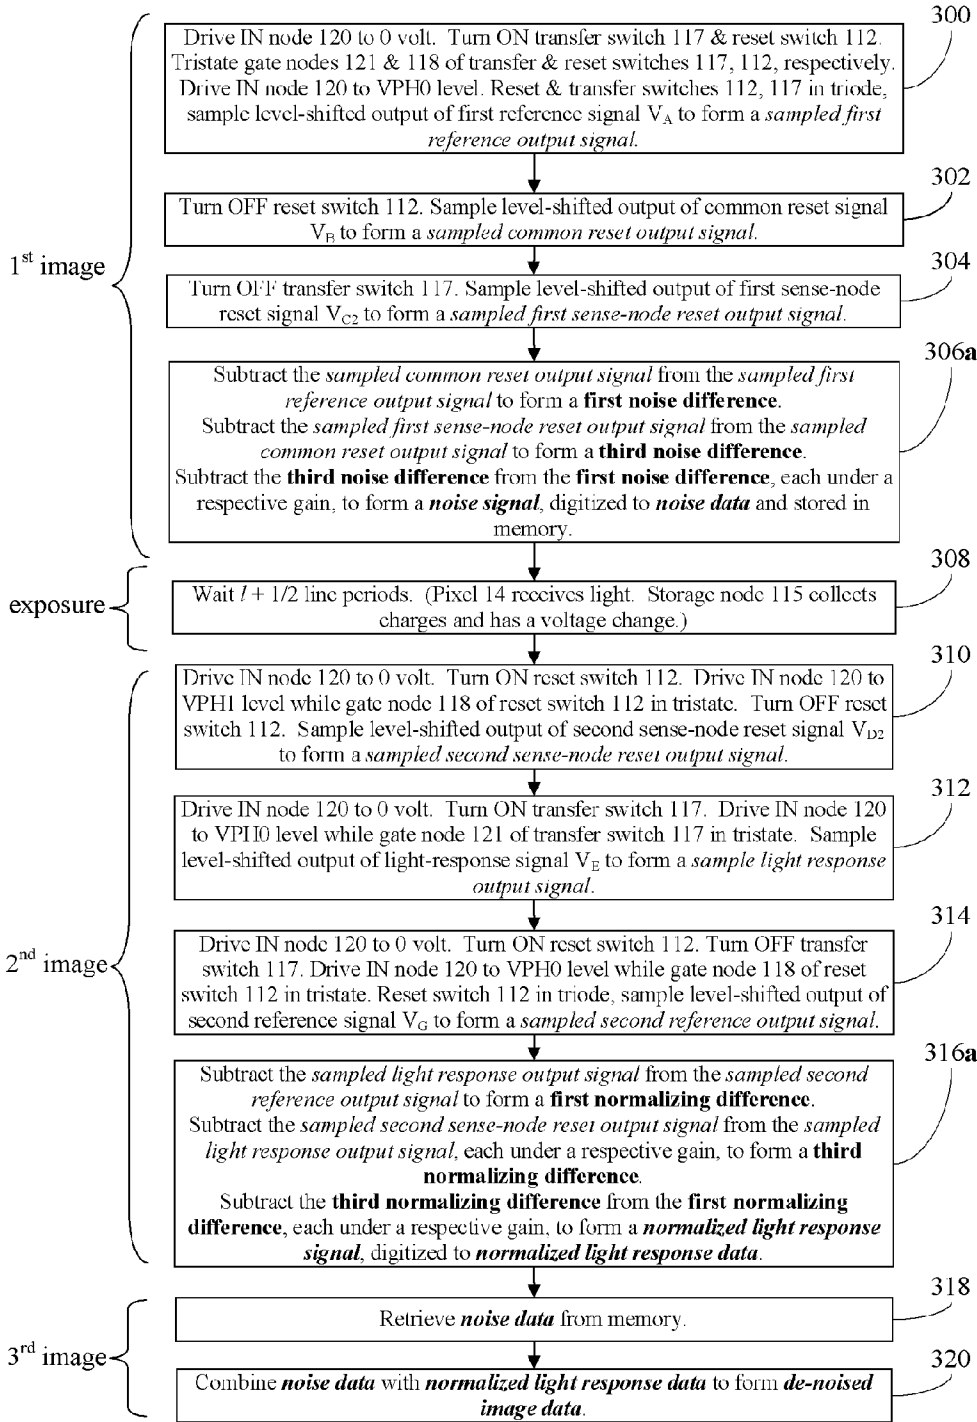 300
Drive IN node 120 to 0 volt. Turn ON transfer switch 117 & reset switch 112.
Tristate gate nodes 121 & 118 of transfer & reset switches 117, 112, respectively.
Drive IN node 120 to VPH0 level. Reset & transfer switches 112, 117 in triode,
sample level-shifted output of first reference signal VA to form a sampled first
reference output signal.
302
Turn OFF reset switch 112. Sample level-shifted output of common reset signal
VB to form a sampled common reset output signal.
1st image
304
Turn OFF transfer switch 117. Sample level-shifted output of first sense-node
reset signal VC2 to form a sampled first sense-node reset output signal.
306a
Subtract the sampled common reset output signal from the sampled first
reference output signal to form a first noise difference.
Subtract the sampled first sense-node reset output signal from the sampled
common reset output signal to form a third noise difference.
Subtract the third noise difference from the first noise difference, each under a
respective gain, to form a noise signal, digitized to noise data and stored in
memory.
308
exposure
Wait l + 1/2 line periods. (Pixel 14 receives light. Storage node 115 collects
charges and has a voltage change.)
310
Drive IN node 120 to 0 volt. Turn ON reset switch 112. Drive IN node 120 to
VPH1 level while gate node 118 of reset switch 112 in tristate. Turn OFF reset
switch 112. Sample level-shifted output of second sense-node reset signal VD2
to form a sampled second sense-node reset output signal.
312
Drive IN node 120 to 0 volt. Turn ON transfer switch 117. Drive IN node 120
to VPH0 level while gate node 121 of transfer switch 117 in tristate. Sample
level-shifted output of light-response signal VE to form a sample light response
output signal.
314
2nd image
Drive IN node 120 to 0 volt. Turn ON reset switch 112. Turn OFF transfer
switch 117. Drive IN node 120 to VPH0 level while gate node 118 of reset
switch 112 in tristate. Reset switch 112 in triode, sample level-shifted output of
second reference signal VG to form a sampled second reference output signal.
316a
Subtract the sampled light response output signal from the sampled second
reference output signal to form a first normalizing difference.
Subtract the sampled second sense-node reset output signal from the sampled
light response output signal, each under a respective gain, to form a third
normalizing difference.
Subtract the third normalizing difference from the first normalizing
difference, each under a respective gain, to form a normalized light response
signal, digitized to normalized light response data.
318
Retrieve noise data from memory.
3rd image
320
Combine noise data with normalized light response data to form de-noised
image data.